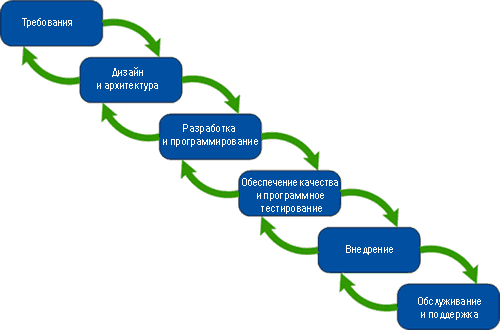 Требования
Дизайн
и архитектура
Разработка
и программирование
Обеспечение качества
и программное
тестирование
Внедрение
Обслуживание
и поддержка